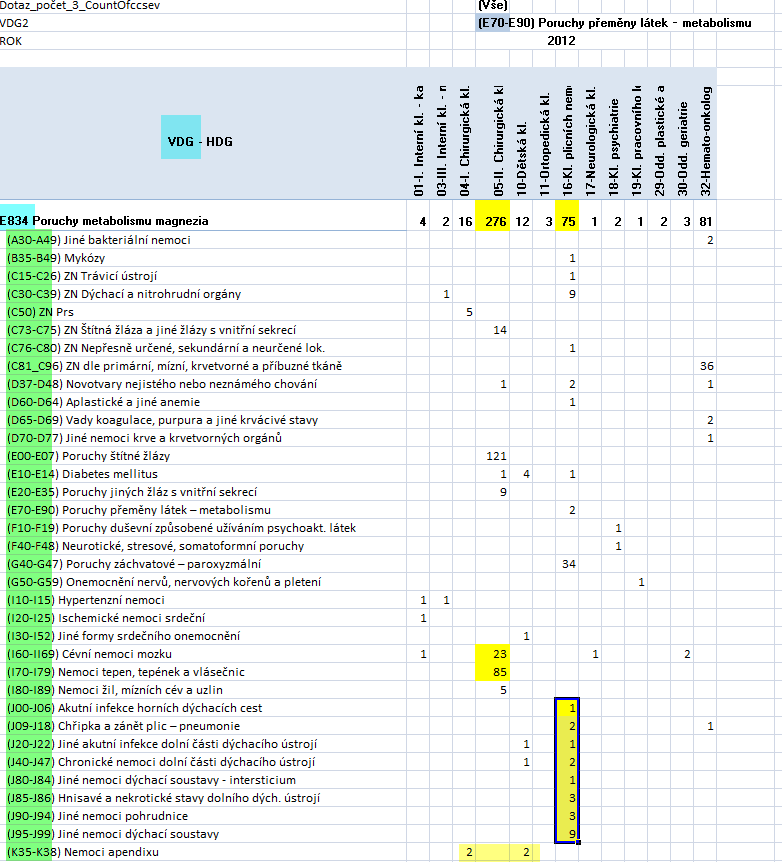 Dotaz_počet_3_CountOfccsev (Vše)
VDG2 (E70-E90) Poruchy přeměny látek - metabolismu
ROK 2012
VDG - HDG 01-I. Interní kl. - ka 03-III. Interní kl. - n 04-I. Chirurgická kl. 05-II. Chirurgická kl 10-Dětská kl. 11-Ortopedická kl. 16-Kl. plicních nem 17-Neurologická kl. 18-Kl. psychiatrie 19-Kl. pracovního l 29-Odd. plastické a 30-Odd. geriatrie 32-Hemato-onkolog
E834 Poruchy metabolismu magnezia 4 2 16 276 12 3 75 1 2 1 2 3 81
(A30-A49) Jiné bakteriální nemoci 2
(B35-B49) Mykózy 1
(C15-C26) ZN Trávicí ústrojí 1
(C30-C39) ZN Dýchací a nitrohrudní orgány 1 9
(C50) ZN Prs 5
(C73-C75) ZN Štítná žláza a jiné žlázy s vnitřní sekrecí 14
(C76-C80) ZN Nepřesně určené, sekundární a neurčené lok. 1
(C81_C96) ZN dle primární, mízní, krvetvorné a příbuzné tkáně 36
(D37-D48) Novotvary nejistého nebo neznámého chování 1 2 1
(D60-D64) Aplastické a jiné anemie 1
(D65-D69) Vady koagulace, purpura a jiné krvácivé stavy 2
(D70-D77) Jiné nemoci krve a krvetvorných orgánů 1
(E00-E07) Poruchy štítné žlázy 121
(E10-E14) Diabetes mellitus 1 4 1
(E20-E35) Poruchy jiných žláz s vnitřní sekrecí 9
(E70-E90) Poruchy přeměny látek – metabolismu 2
(F10-F19) Poruchy duševní způsobené užíváním psychoakt. látek 1
(F40-F48) Neurotické, stresové, somatoformní poruchy 1
(G40-G47) Poruchy záchvatové – paroxyzmální 34
(G50-G59) Onemocnění nervů, nervových kořenů a pletení 1
(I10-I15) Hypertenzní nemoci 1 1
(I20-I25) Ischemické nemoci srdeční 1
(I30-I52) Jiné formy srdečního onemocnění 1
(I60-II69) Cévní nemoci mozku 1 23 1 2
(I70-I79) Nemoci tepen, tepének a vlásečnic 85
(I80-I89) Nemoci žil, mízních cév a uzlin 5
(J00-J06) Akutní infekce horních dýchacích cest 1
(J09-J18) Chřipka a zánět plic – pneumonie 2 1
(J20-J22) Jiné akutní infekce dolní části dýchacího ústrojí 1 1
(J40-J47) Chronické nemoci dolní části dýchacího ústrojí 1 2
(J80-J84) Jiné nemoci dýchací soustavy - intersticium 1
(J85-J86) Hnisavé a nekrotické stavy dolního dých. ústrojí 3
(J90-J94) Jiné nemoci pohrudnice 3
(J95-J99) Jiné nemoci dýchací soustavy 9
(K35-K38) Nemoci apendixu 2 2